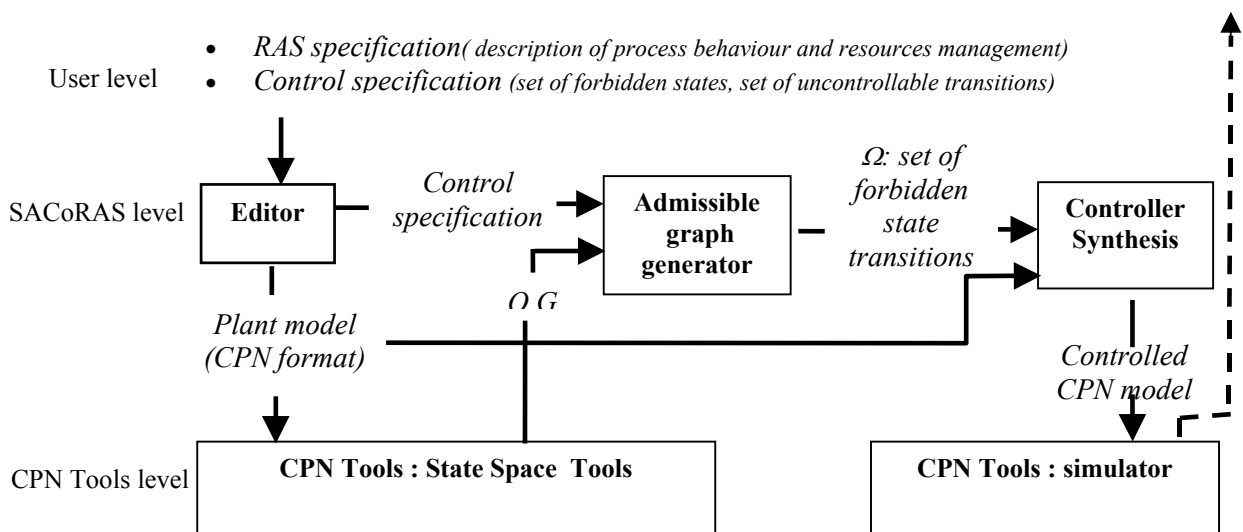 • RAS specification( description of process behaviour and resources management)
User level • Control specification (set of forbidden states, set of uncontrollable transitions)
SACoRAS level
Editor
Control
specification
Admissible
graph
generator
Ω: set of
forbidden
state
transitions
Controller
Synthesis
O G
Plant model
(CPN format)
Controlled
CPN model
CPN Tools level
CPN Tools : State Space Tools
CPN Tools : simulator